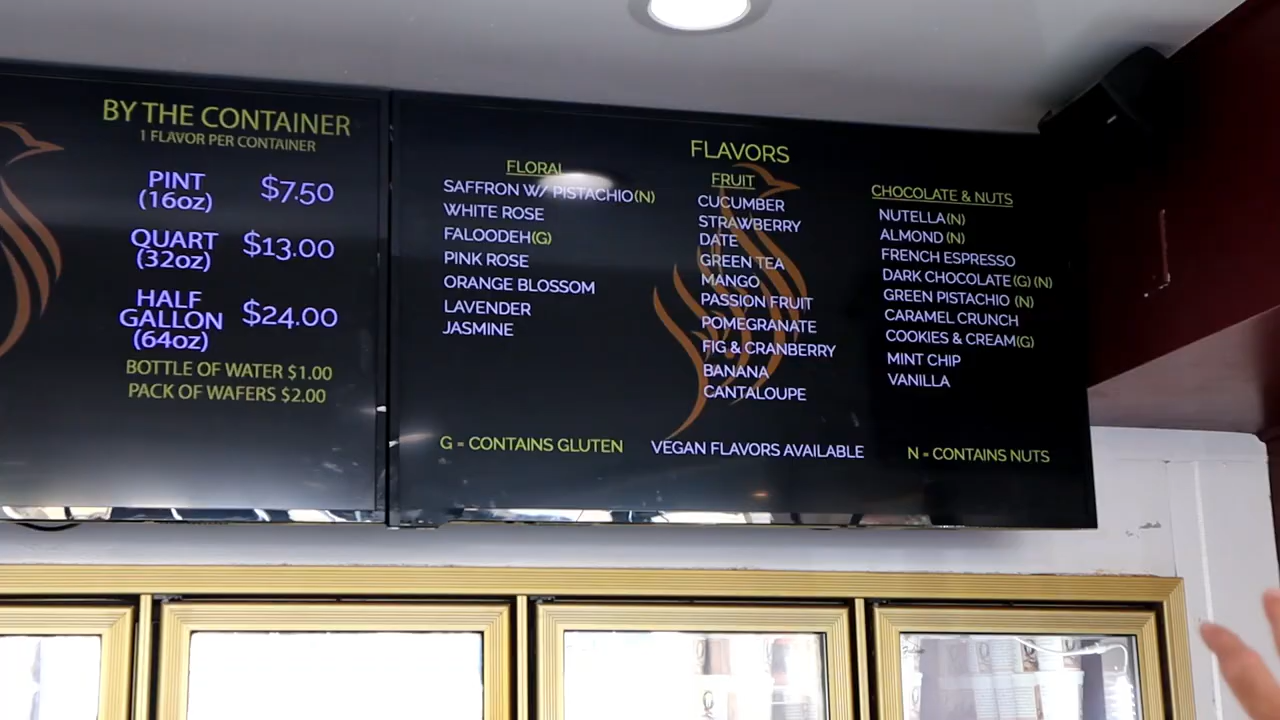 BY THE CONTAINER
1 FLAVOR PER CONTAINER
PINT (16oz) $7.50
QUART (32oz) $13.00
HALF GALLON (64oz) $24.00
BOTTLE OF WATER $1.00
PACK OF WAFERS $2.00
FLAVORS
FLORAL
SAFFRON W/ PISTACHIO(N)
WHITE ROSE
FALOODEH(G)
PINK ROSE
ORANGE BLOSSOM
LAVENDER
JASMINE
FRUIT
CUCUMBER
STRAWBERRY
DATE
GREEN TEA
MANGO
PASSION FRUIT
POMEGRANATE
FIG & CRANBERRY
BANANA
CANTALOUPE
CHOCOLATE & NUTS
NUTELLA(N)
ALMOND (N)
FRENCH ESPRESSO
DARK CHOCOLATE (G) (N)
GREEN PISTACHIO (N)
CARAMEL CRUNCH
COOKIES & CREAM(G)
MINT CHIP
VANILLA
G = CONTAINS GLUTEN
VEGAN FLAVORS AVAILABLE
N = CONTAINS NUTS